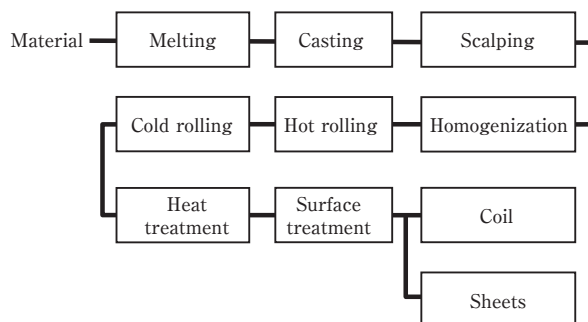 Material
Melting
Casting
Scalping
Cold rolling
Hot rolling
Homogenization
Heat
treatment
Surface
treatment
Coil
Sheets